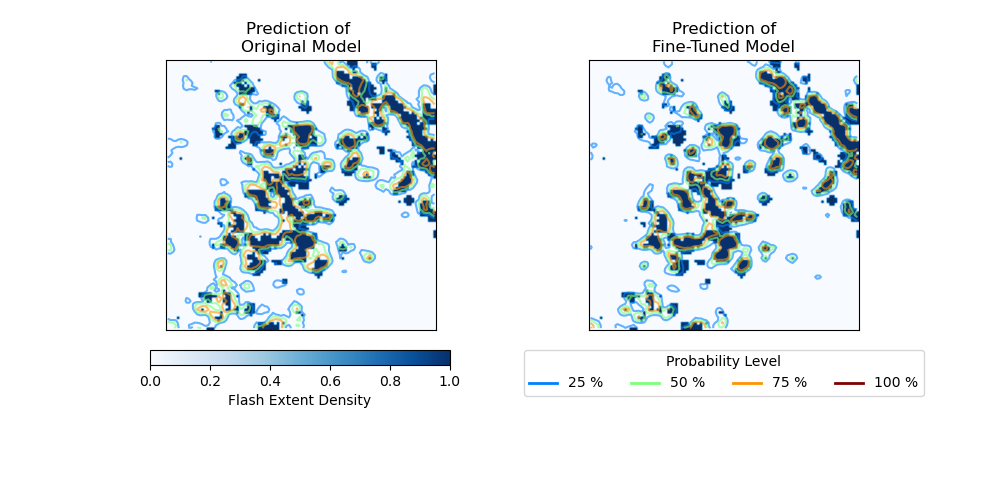 Prediction of
Original Model
Prediction of
Fine-Tuned Model
0.0 0.2 0.4 0.6 0.8 1.0
Flash Extent Density
Probability Level
25 % 50 % 75 % 100 %